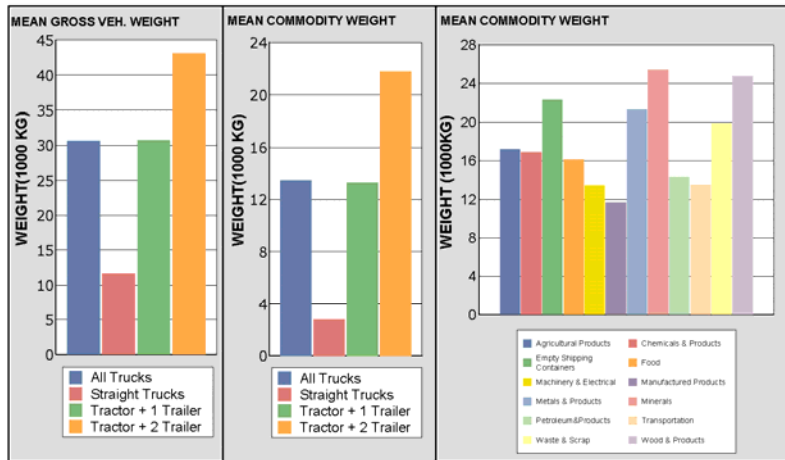 MEAN GROSS VEH. WEIGHT
WEIGHT(1000 KG)
45
40
35
30
25
20
15
10
5
0
All Trucks
Straight Trucks
Tractor + 1 Trailer
Tractor + 2 Trailer
MEAN COMMODITY WEIGHT
WEIGHT(1000 KG)
24
20
16
12
8
4
0
All Trucks
Straight Trucks
Tractor + 1 Trailer
Tractor + 2 Trailer
MEAN COMMODITY WEIGHT
WEIGHT (1000KG)
28
24
20
16
12
8
4
0
Agricultural Products
Chemicals & Products
Empty Shipping
Containers
Food
Machinery & Electrical
Manufactured Products
Metals & Products
Minerals
Petroleum&Products
Transportation
Waste & Scrap
Wood & Products